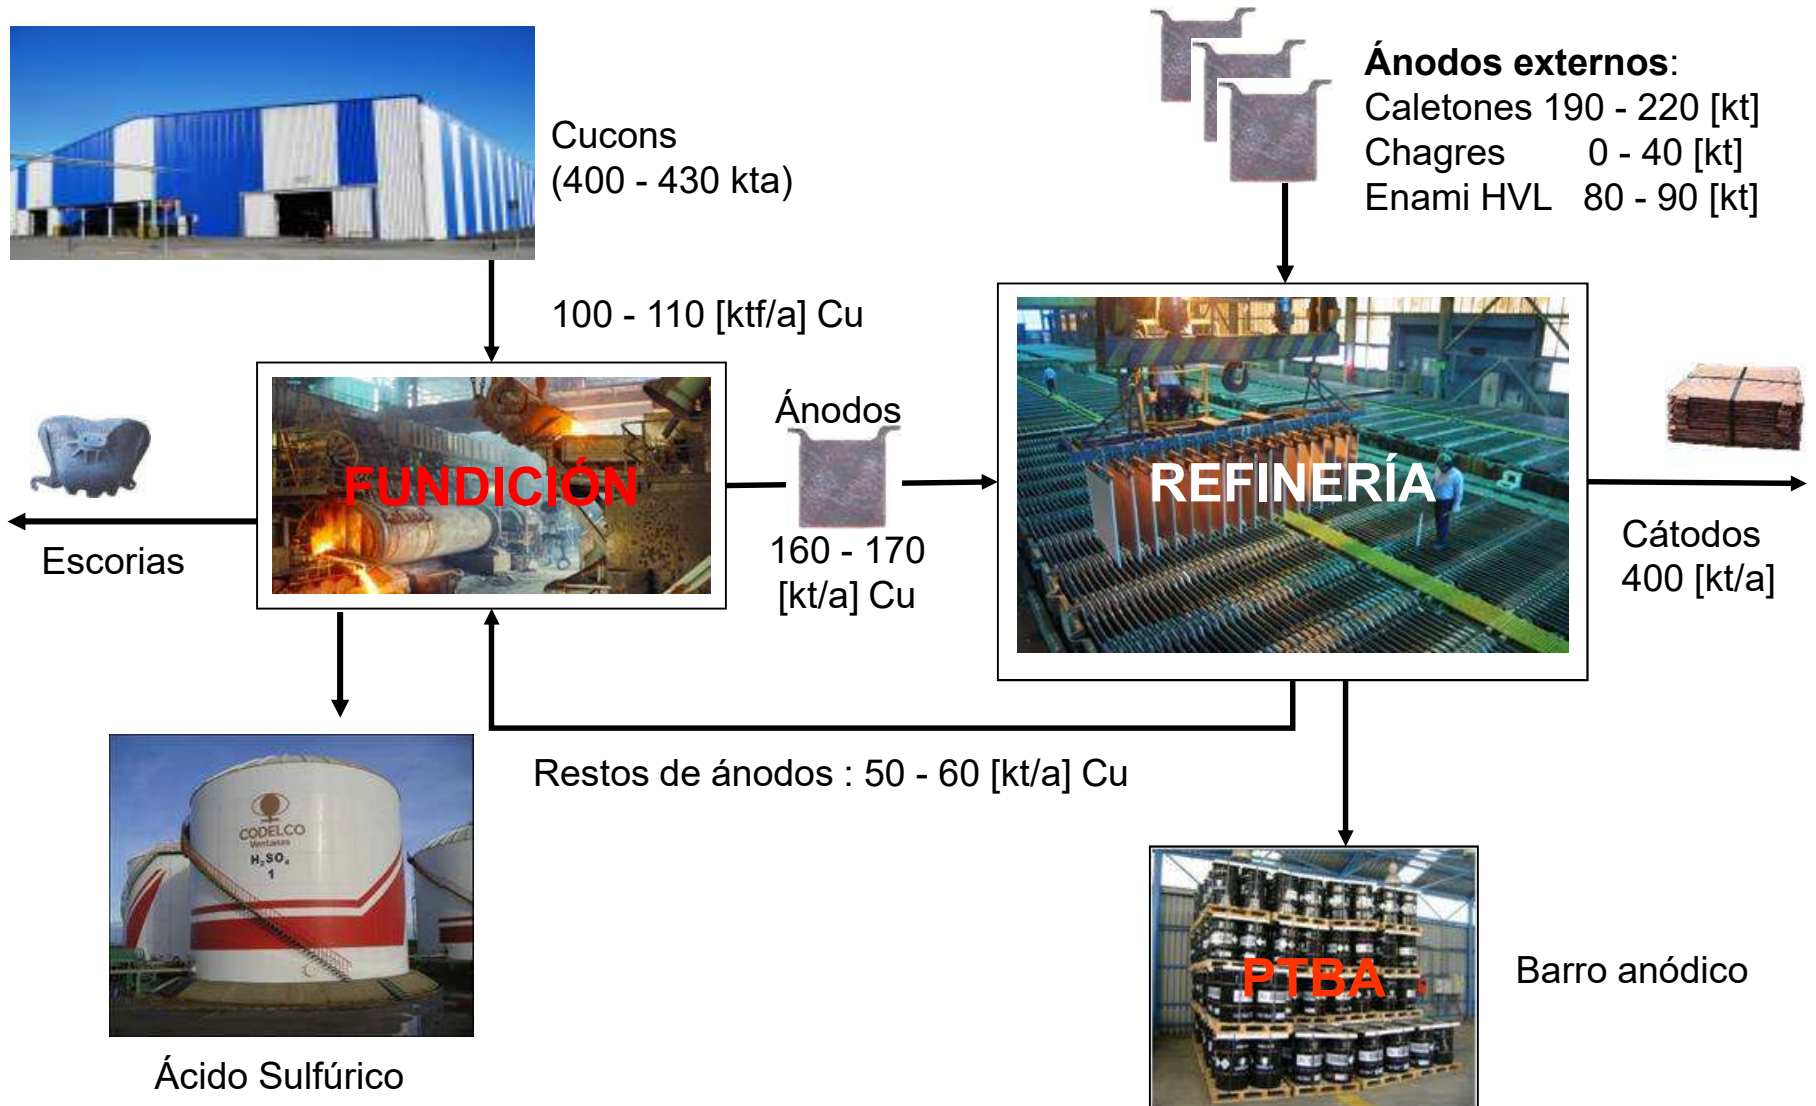 Cucons
(400 - 430 kta)
Ánodos externos:
Caletones 190 - 220 [kt]
Chagres 0 - 40 [kt]
Enami HVL 80 - 90 [kt]
100 - 110 [ktf/a] Cu
Ánodos
FUNDICIÓN
REFINERÍA
160 - 170
[kt/a] Cu
Escorias
Cátodos
400 [kt/a]
Restos de ánodos : 50 - 60 [kt/a] Cu
CODELCO
Ventanas
H₂SO₄
1
PTBA
Barro anódico
Ácido Sulfúrico